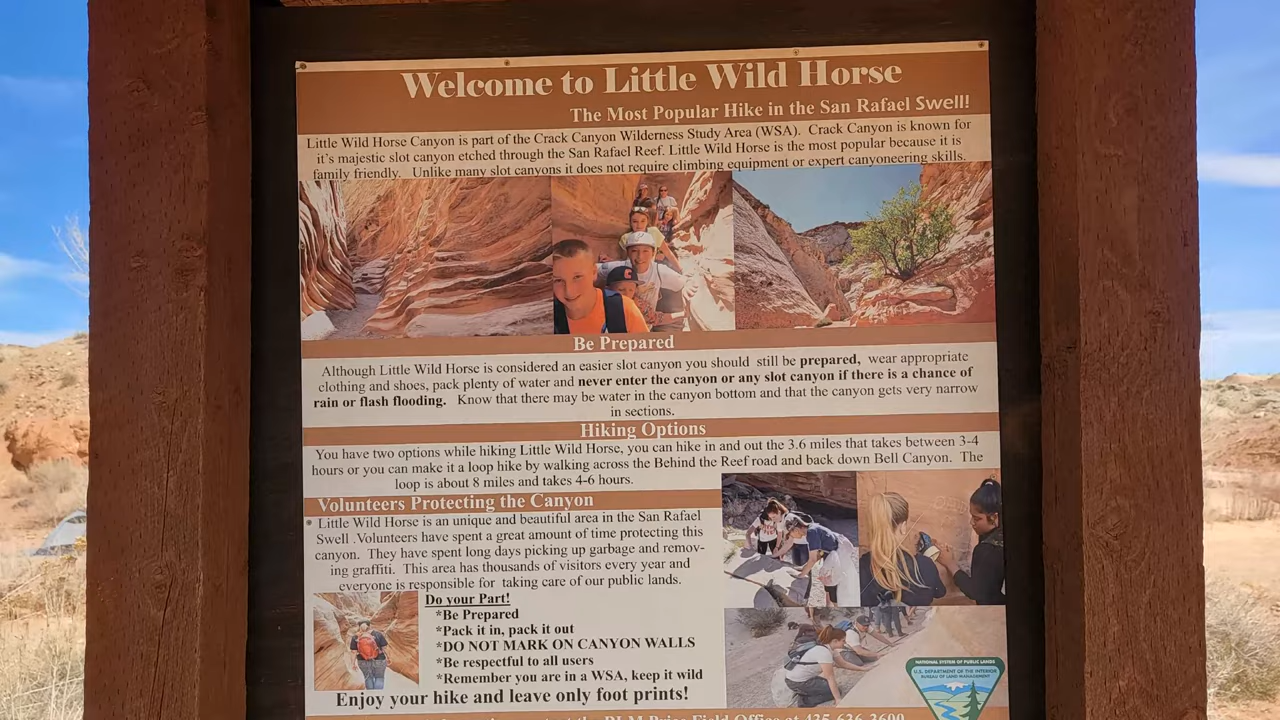 Welcome to Little Wild Horse
The Most Popular Hike in the San Rafael Swell!
Little Wild Horse Canyon is part of the Crack Canyon Wilderness Study Area (WSA). Crack Canyon is known for
it's majestic slot canyon etched through the San Rafael Reef. Little Wild Horse is the most popular because it is
family friendly. Unlike many slot canyons it does not require climbing equipment or expert canyoneering skills.
Be Prepared
Although Little Wild Horse is considered an easier slot canyon you should still be prepared, wear appropriate
clothing and shoes, pack plenty of water and never enter the canyon or any slot canyon if there is a chance of
rain or flash flooding. Know that there may be water in the canyon bottom and that the canyon gets very narrow
in sections.
Hiking Options
You have two options while hiking Little Wild Horse, you can hike in and out the 3.6 miles that takes between 3-4
hours or you can make it a loop hike by walking across the Behind the Reef road and back down Bell Canyon. The
loop is about 8 miles and takes 4-6 hours.
Volunteers Protecting the Canyon
Little Wild Horse is an unique and beautiful area in the San Rafael
Swell .Volunteers have spent a great amount of time protecting this
canyon. They have spent long days picking up garbage and remov-
ing graffiti. This area has thousands of visitors every year and
everyone is responsible for taking care of our public lands.
Do your Part!
*Be Prepared
*Pack it in, pack it out
*DO NOT MARK ON CANYON WALLS
*Be respectful to all users
*Remember you are in a WSA, keep it wild
Enjoy your hike and leave only foot prints!
NATIONAL SYSTEM OF PUBLIC LANDS
U.S. DEPARTMENT OF THE INTERIOR
BUREAU OF LAND MANAGEMENT
the BLM Price Field Office at 435-636-3600